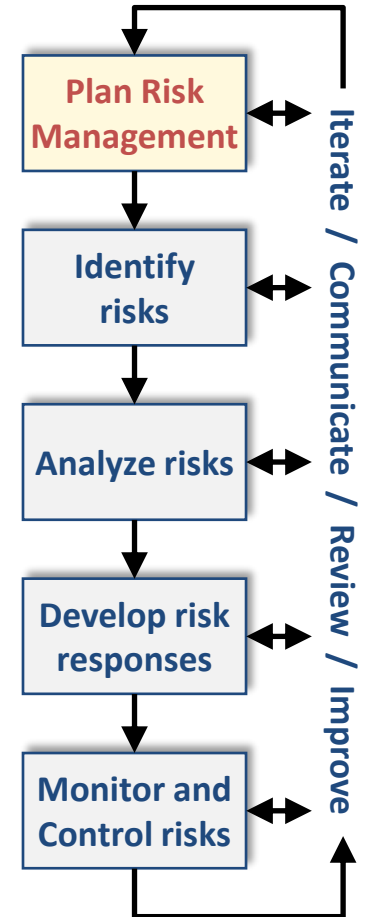 Plan Risk
Management
Identify
risks
Analyze risks
Develop risk
responses
Monitor and
Control risks
Iterate / Communicate / Review / Improve